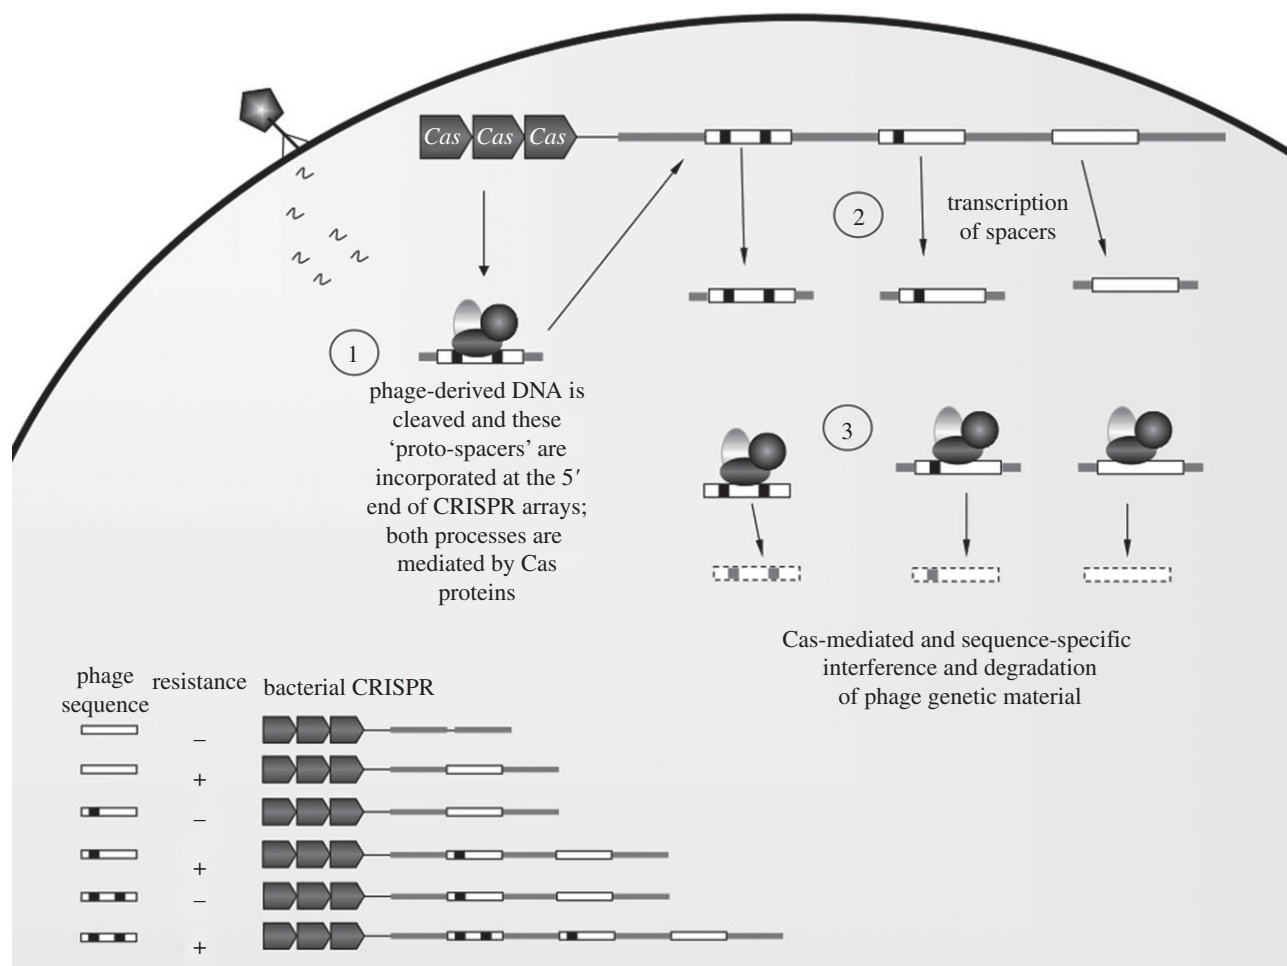 Cas Cas Cas
2
transcription
of spacers
1
phage-derived DNA is
cleaved and these
‘proto-spacers’ are
incorporated at the 5′
end of CRISPR arrays;
both processes are
mediated by Cas
proteins
3
Cas-mediated and sequence-specific
interference and degradation
of phage genetic material
phage
sequence
resistance
bacterial CRISPR
–
+
–
+
–
+